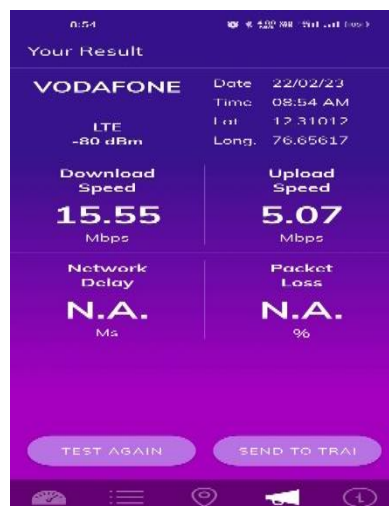 8:54
Your Result
VODAFONE
LTE
-80 dBm
Date 22/02/23
Time 08:54 AM
Lat 12.31012
Long. 76.65617
Download Speed
15.55
Mbps
Upload Speed
5.07
Mbps
Network Delay
N.A.
Ms
Packet Loss
N.A.
%
TEST AGAIN
SEND TO TRAI